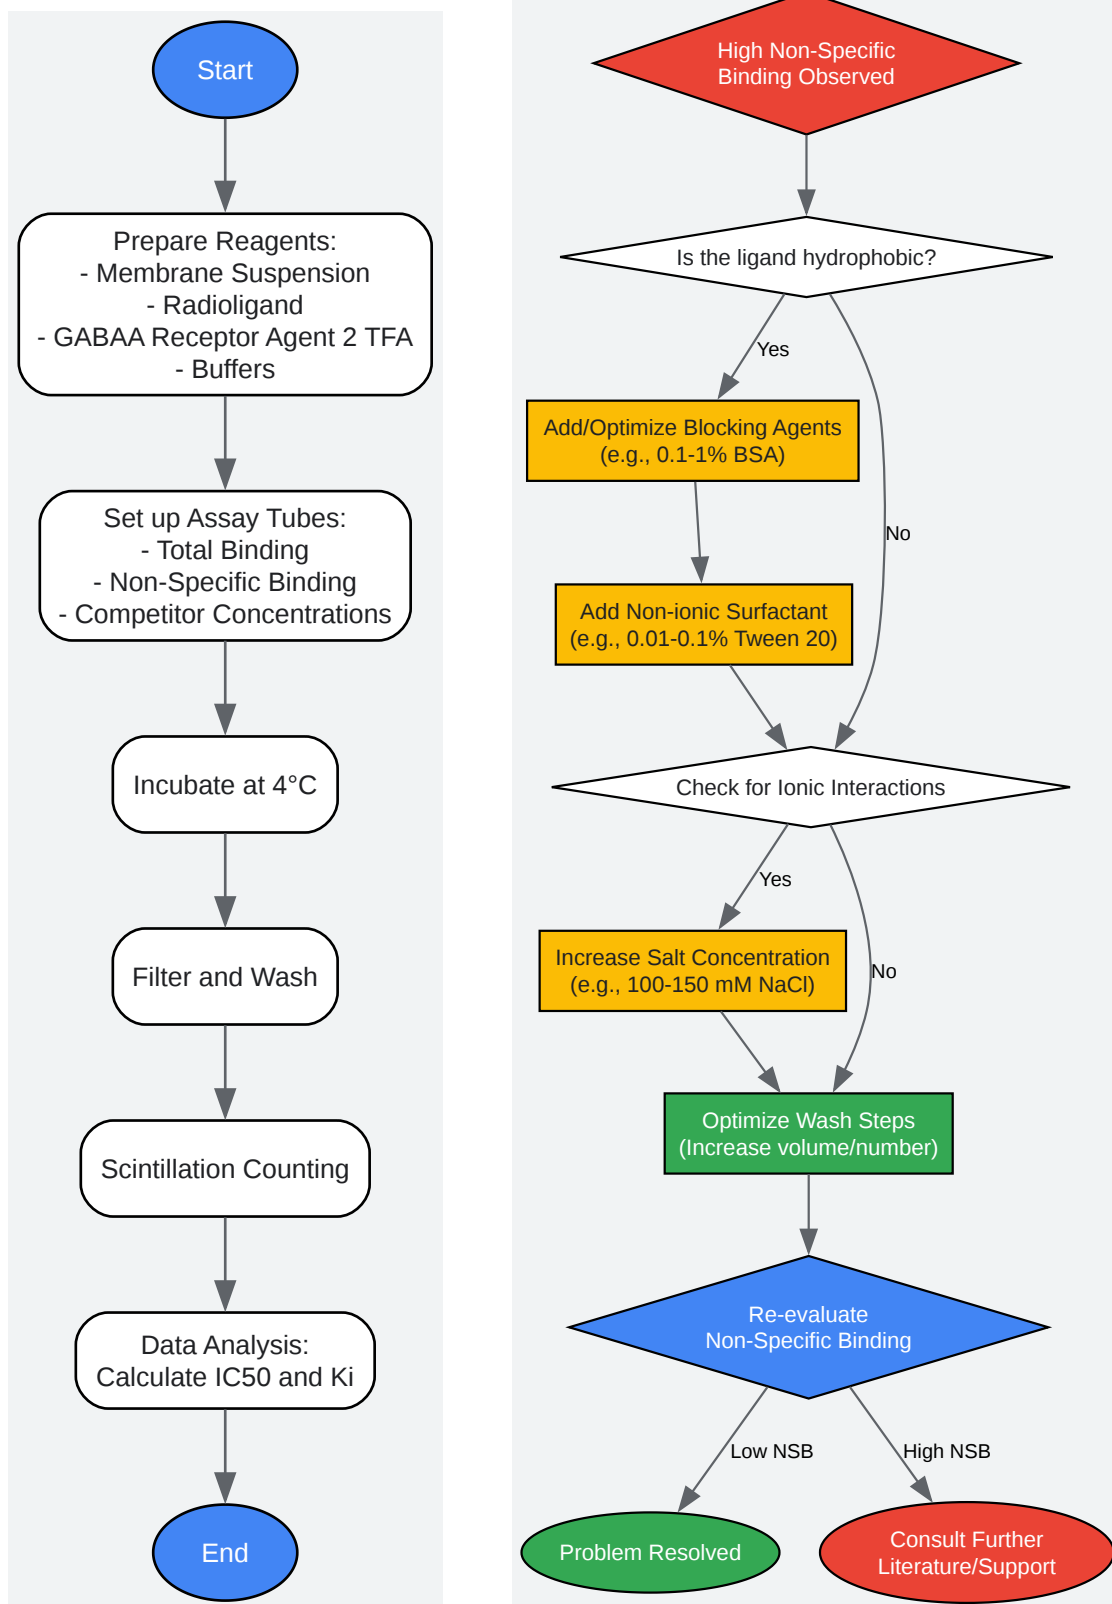 Start
Prepare Reagents:
- Membrane Suspension
- Radioligand
- GABAA Receptor Agent 2 TFA
- Buffers
Set up Assay Tubes:
- Total Binding
- Non-Specific Binding
- Competitor Concentrations
Incubate at 4°C
Filter and Wash
Scintillation Counting
Data Analysis:
Calculate IC50 and Ki
End
High Non-Specific
Binding Observed
Is the ligand hydrophobic?
Yes
No
Add/Optimize Blocking Agents
(e.g., 0.1-1% BSA)
Add Non-ionic Surfactant
(e.g., 0.01-0.1% Tween 20)
Check for Ionic Interactions
Yes
No
Increase Salt Concentration
(e.g., 100-150 mM NaCl)
Optimize Wash Steps
(Increase volume/number)
Re-evaluate
Non-Specific Binding
Low NSB
High NSB
Problem Resolved
Consult Further
Literature/Support